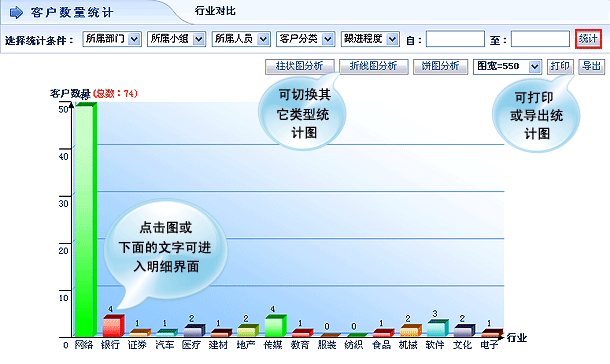 客户数量统计
行业对比
选择统计条件： 所属部门 所属小组 所属人员 客户分类 跟进程度 自： 至： 统计
柱状图分析 折线图分析 饼图分析 图宽=550 打印 导出
客户数量(总数：74)
可切换其
它类型统
计图
可打印
或导出统
计图
点击图或
下面的文字可进
入明细界面
50
40
30
20
10
0
4 1 1 2 1 2 4 1 0 0 1 2 3 2 1
网络 银行 证券 汽车 医疗 建材 地产 传媒 教育 服装 纺织 食品 机械 软件 文化 电子 行业